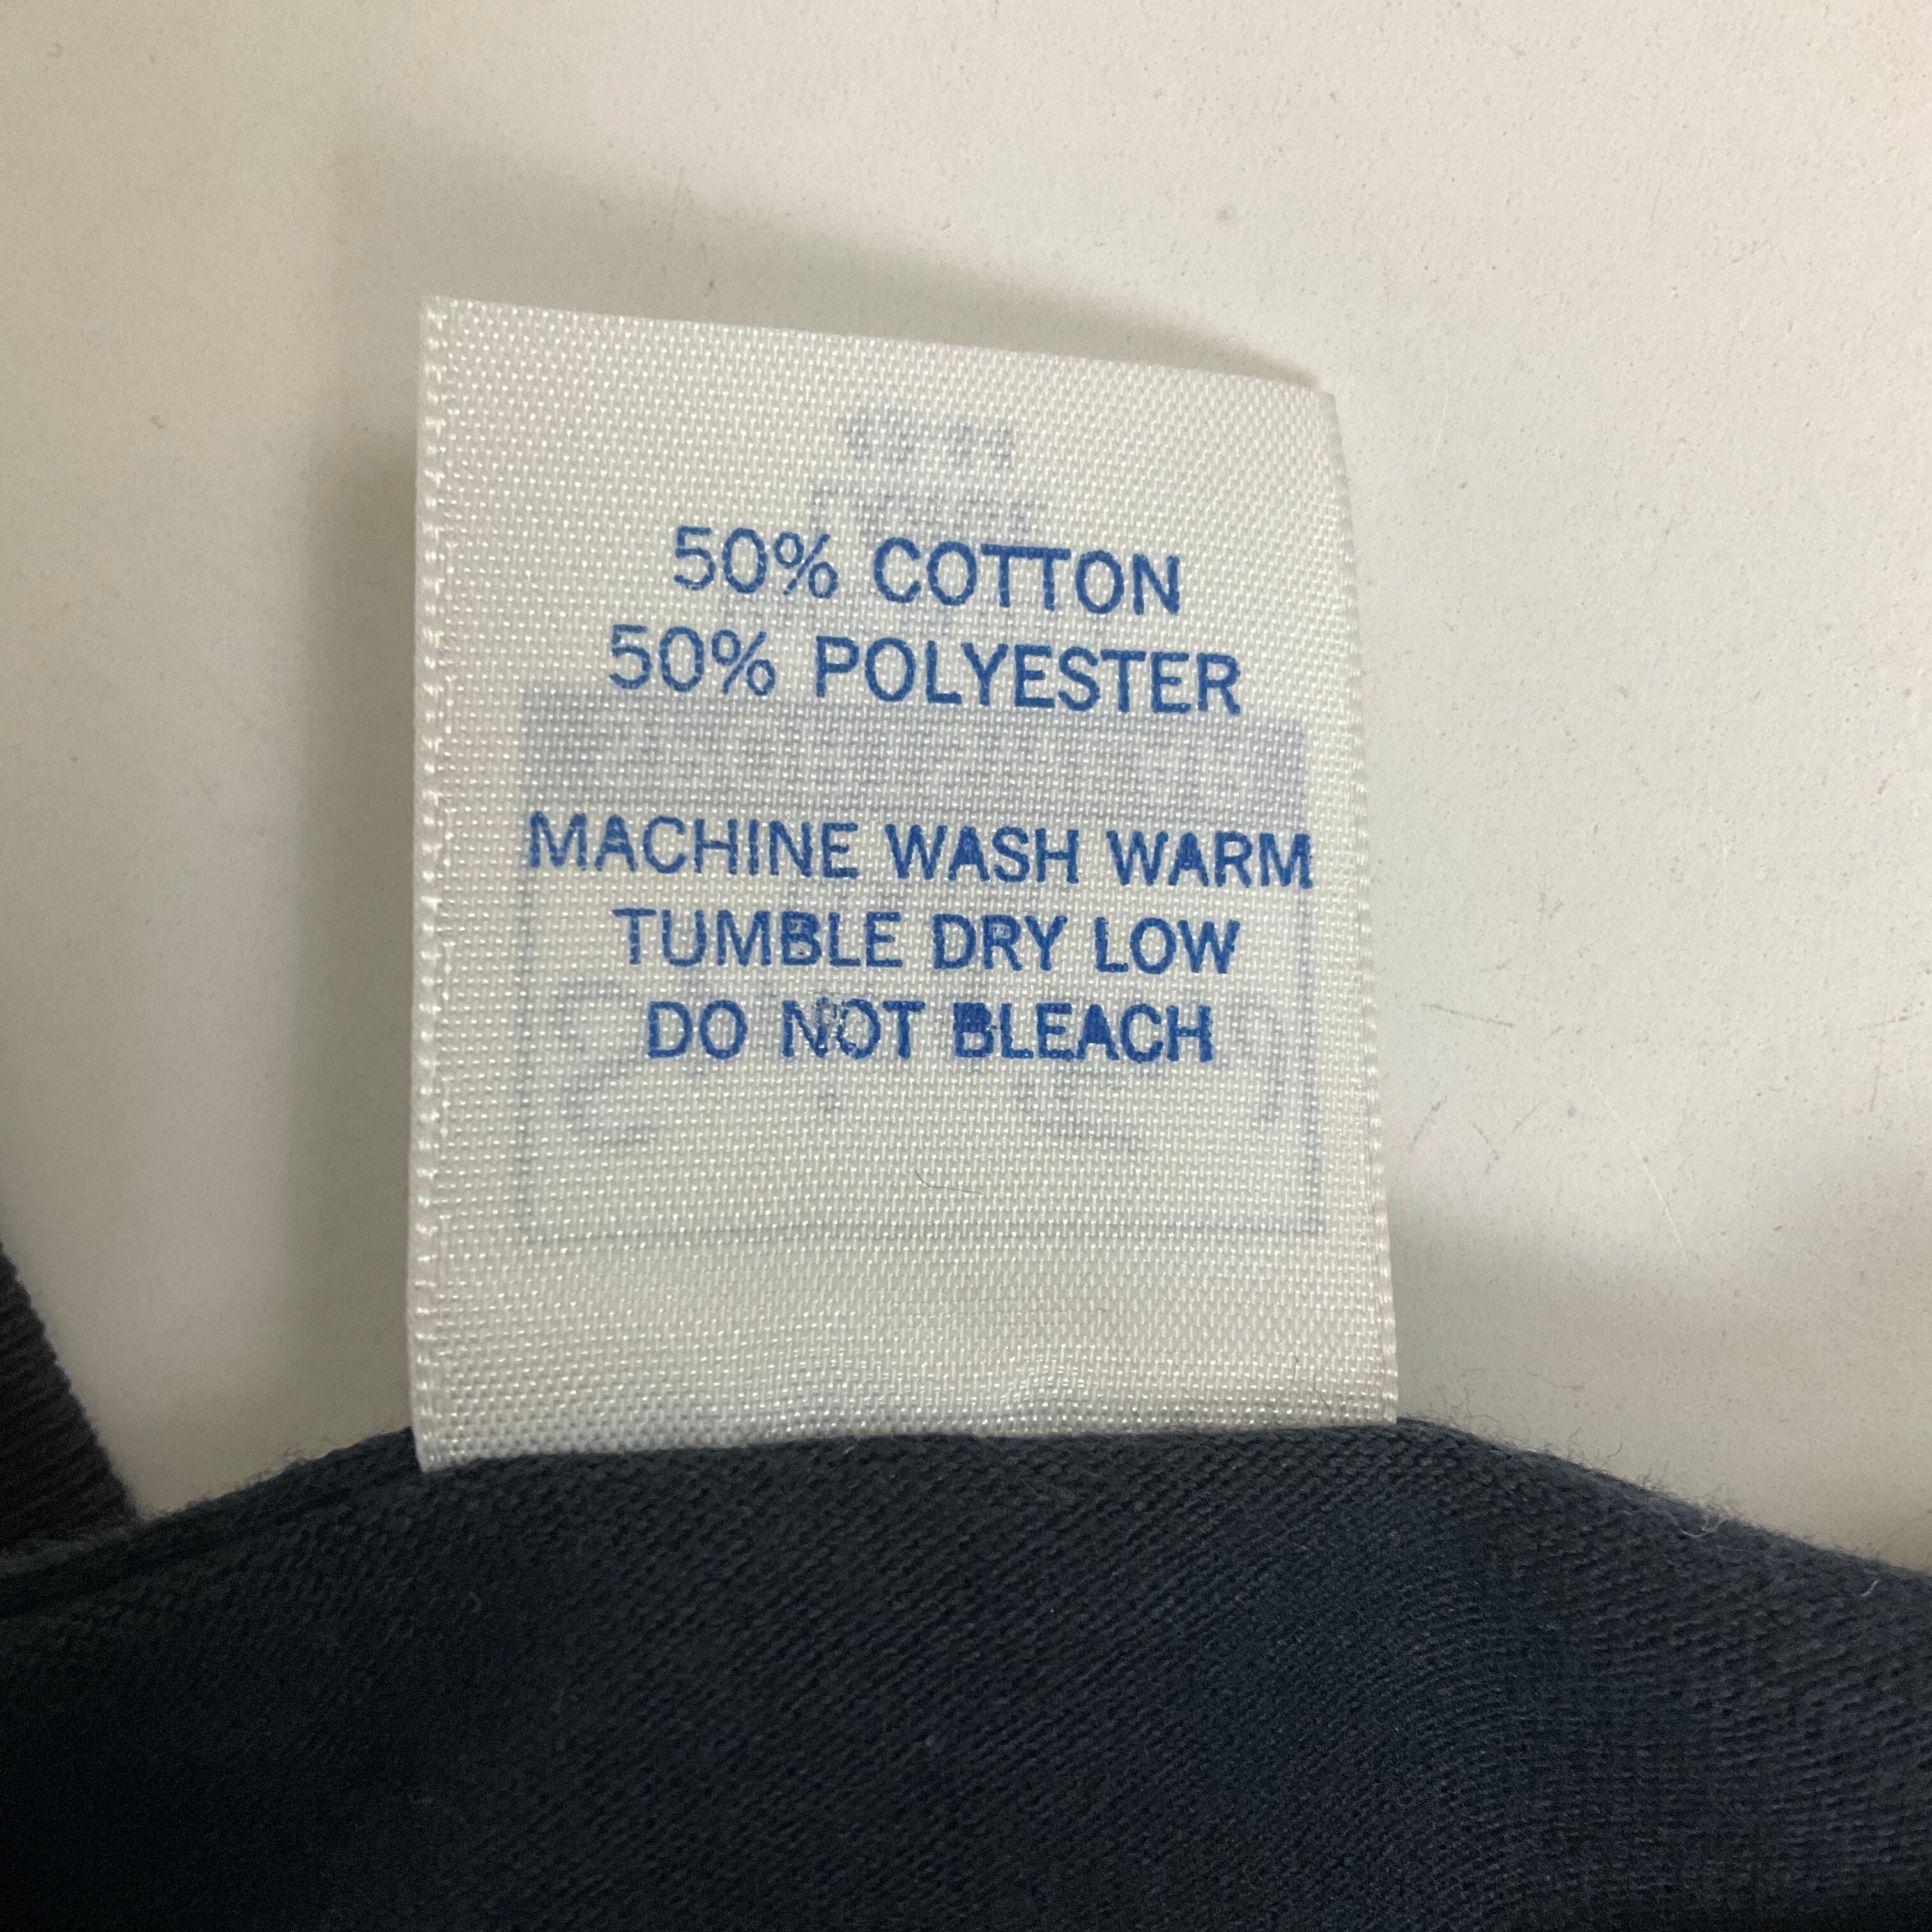 50% COTTON
50% POLYESTER
MACHINE WASH WARM
TUMBLE DRY LOW
DO NOT BLEACH